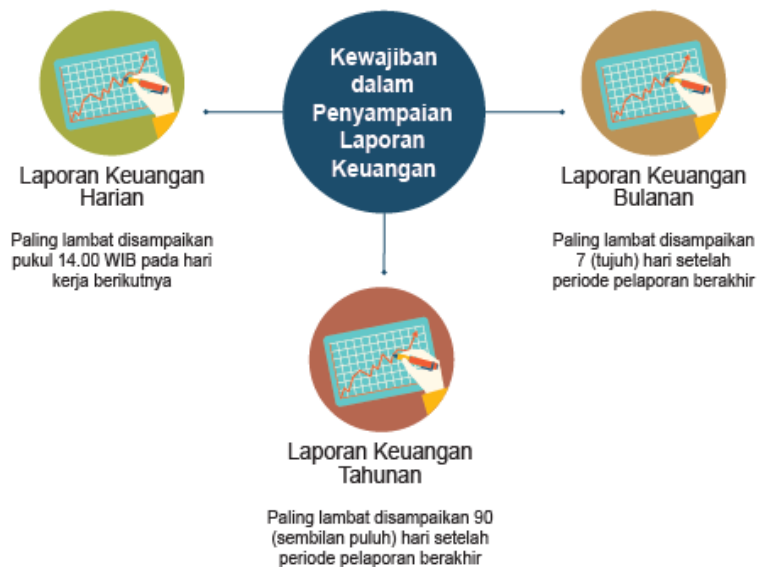 Kewajiban
dalam
Penyampaian
Laporan
Keuangan
Laporan Keuangan
Harian
Paling lambat disampaikan
pukul 14.00 WIB pada hari
kerja berikutnya
Laporan Keuangan
Bulanan
Paling lambat disampaikan
7 (tujuh) hari setelah
periode pelaporan berakhir
Laporan Keuangan
Tahunan
Paling lambat disampaikan 90
(sembilan puluh) hari setelah
periode pelaporan berakhir